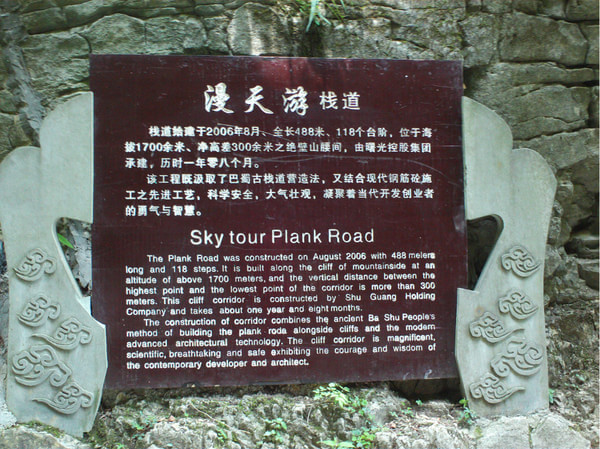 漫天游栈道
栈道始建于2006年8月、全长488米、118个台阶，位于海
拔1700余米、净高差300余米之绝壁山腰间，由曙光控股集团
承建，历时一年零八个月。
该工程既汲取了巴蜀古栈道营造法，又结合现代钢筋砼施
工之先进工艺，科学安全，大气壮观，凝聚着当代开发创业者
的勇气与智慧。
Sky tour Plank Road
The Plank Road was constructed on August 2006 with 488 meters
long and 118 steps. It is built along the cliff of mountainside at an
altitude of above 1700 meters, and the vertical distance between the
highest point and the lowest point of the corridor is more than 300
meters. This cliff corridor is constructed by Shu Guang Holding
Company and takes about one year and eight months.
The construction of corridor combines the ancient Ba Shu People's
method of building the plank roda alongside cliffs and the modern
advanced architectural technology. The cliff corridor is magnificent,
scientific, breathtaking and safe exhibiting the courage and wisdom of
the contemporary developer and architect.